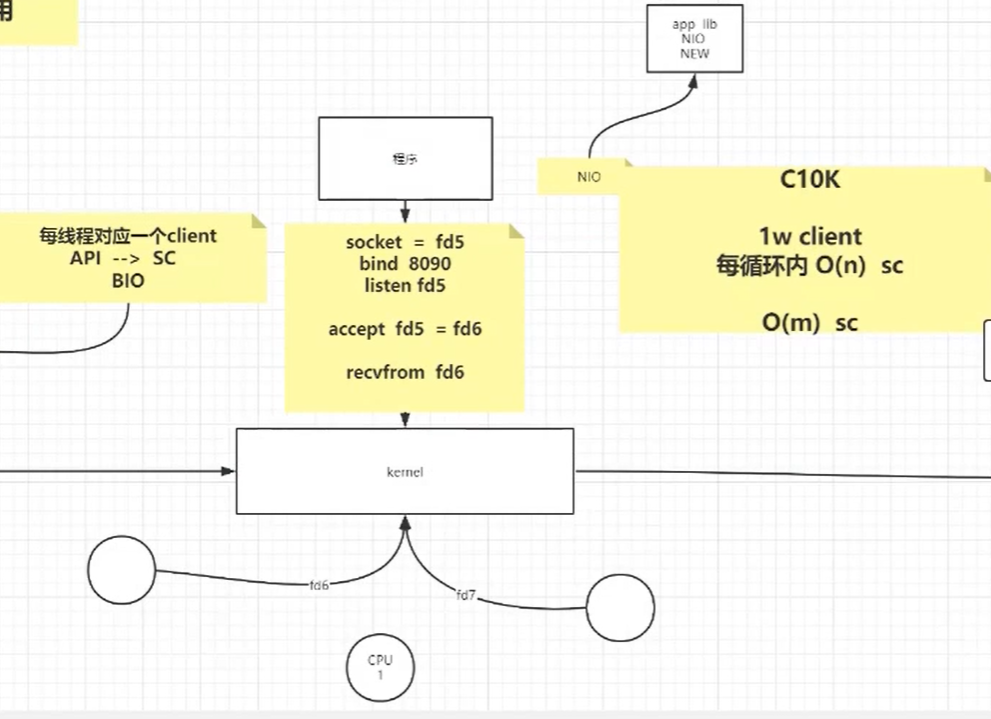 用
app lib
NIO
NEW
程序
NIO
C10K
1w client
每循环内 O(n) sc
O(m) sc
每线程对应一个client
API --> SC
BIO
socket = fd5
bind 8090
listen fd5
accept fd5 = fd6
recvfrom fd6
kernel
fd6
fd7
CPU
1